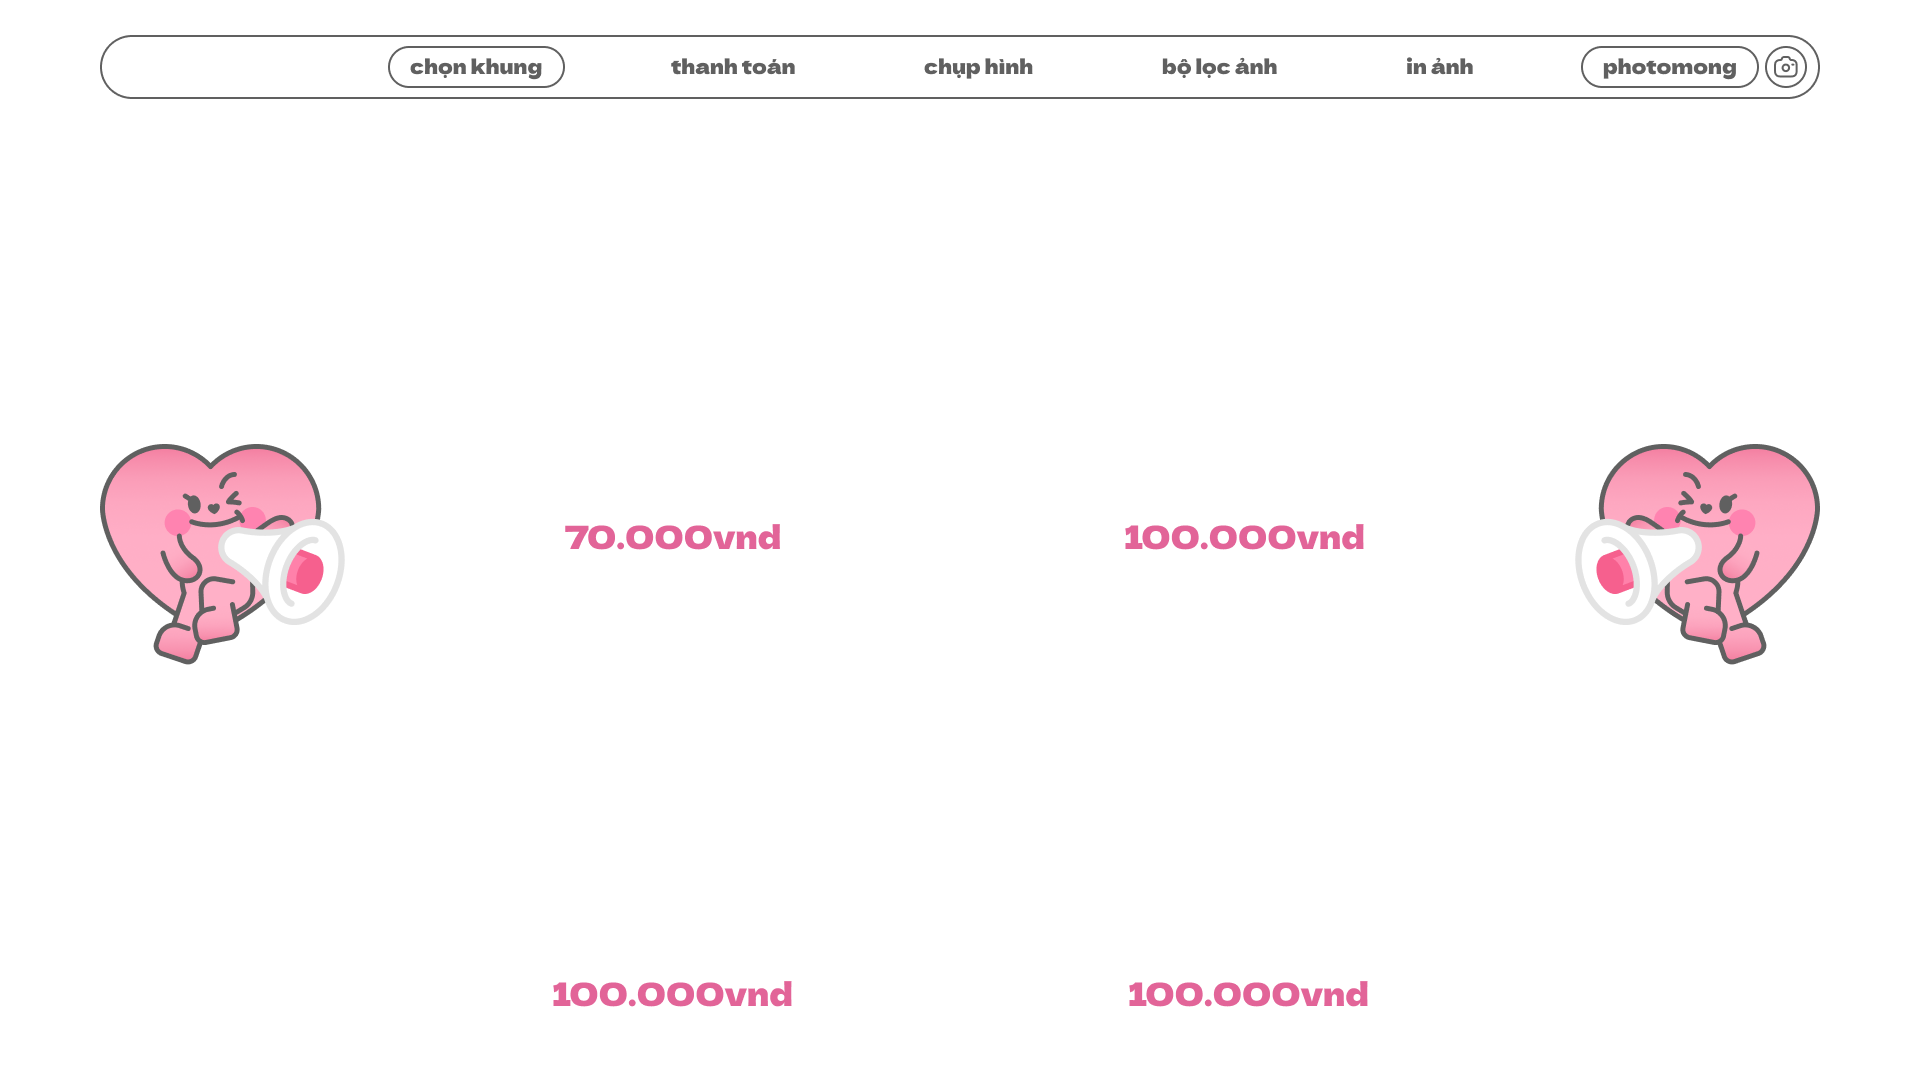 chọn khung thanh toán chụp hình bộ lọc ảnh in ảnh photomong
70.000vnd 100.000vnd
100.000vnd 100.000vnd